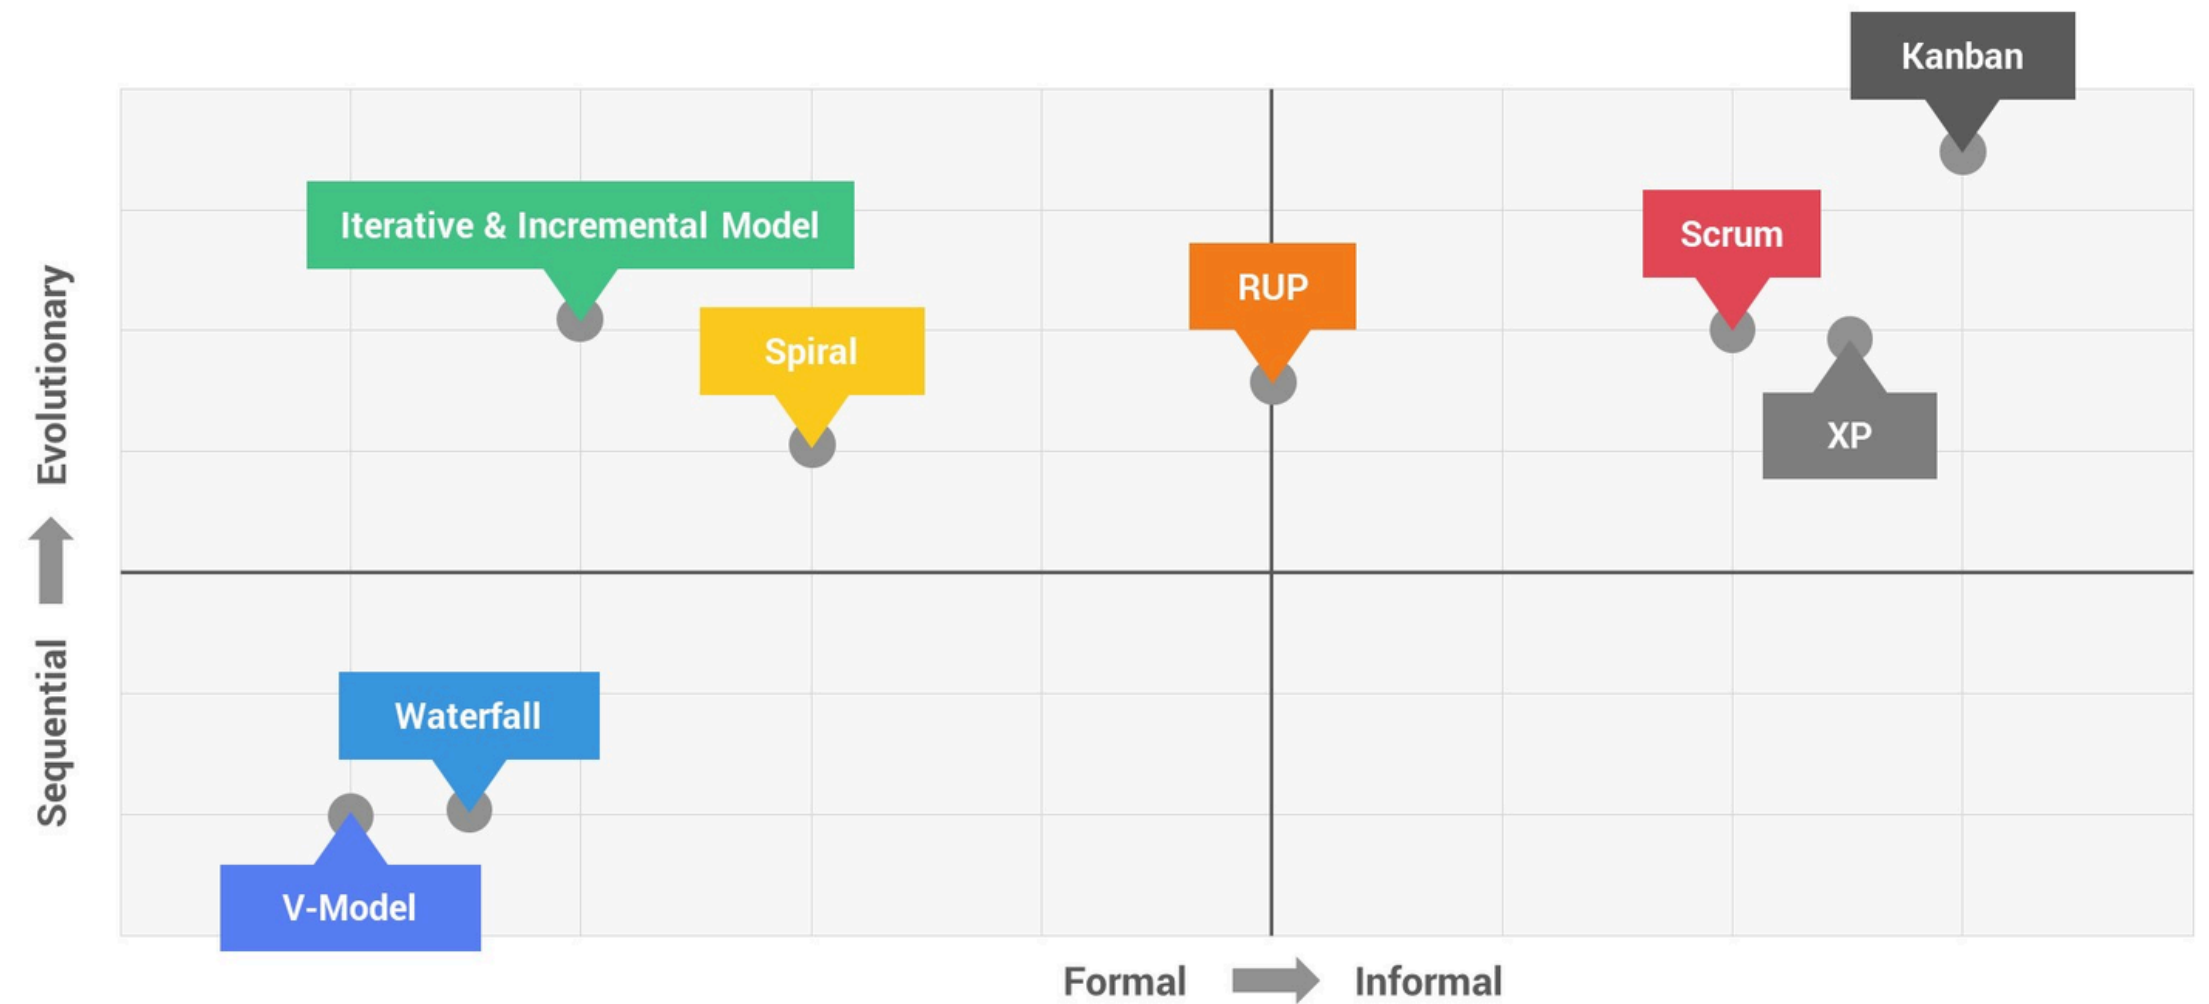 Kanban
Iterative & Incremental Model
Scrum
RUP
Spiral
XP
Evolutionary
Sequential
Waterfall
V-Model
Formal
Informal